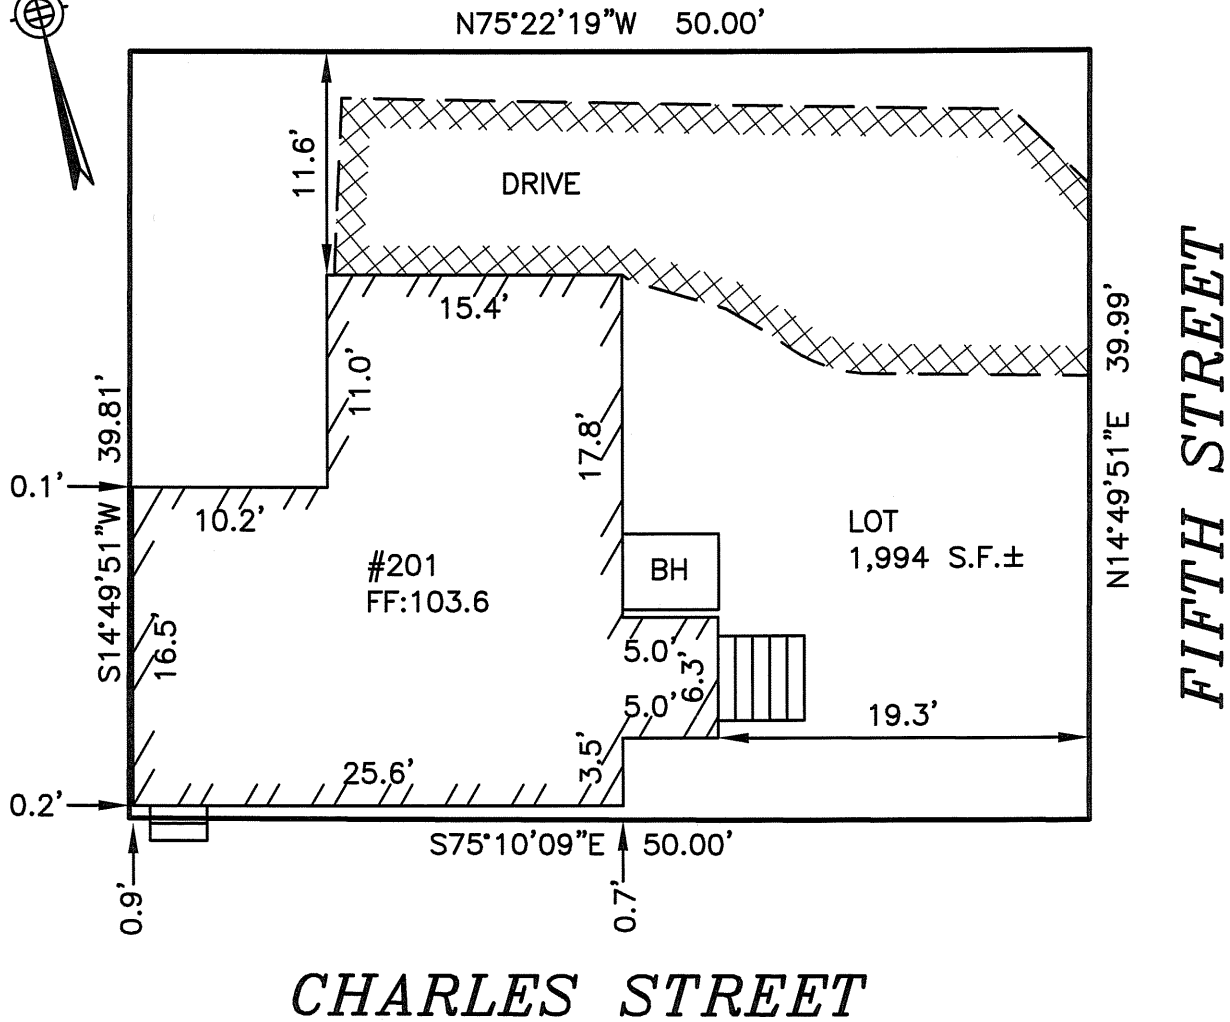 N75°22'19"W 50.00'
11.6'
DRIVE
15.4'
11.0'
39.81'
17.8'
N14°49'51"E 39.99'
FIFTH STREET
0.1'
S14°49'51"W
10.2'
LOT
1,994 S.F.±
#201
FF:103.6
BH
16.5'
5.0'
6.3'
5.0'
19.3'
3.5'
25.6'
0.2'
S75°10'09"E 50.00'
0.9'
0.7'
CHARLES STREET